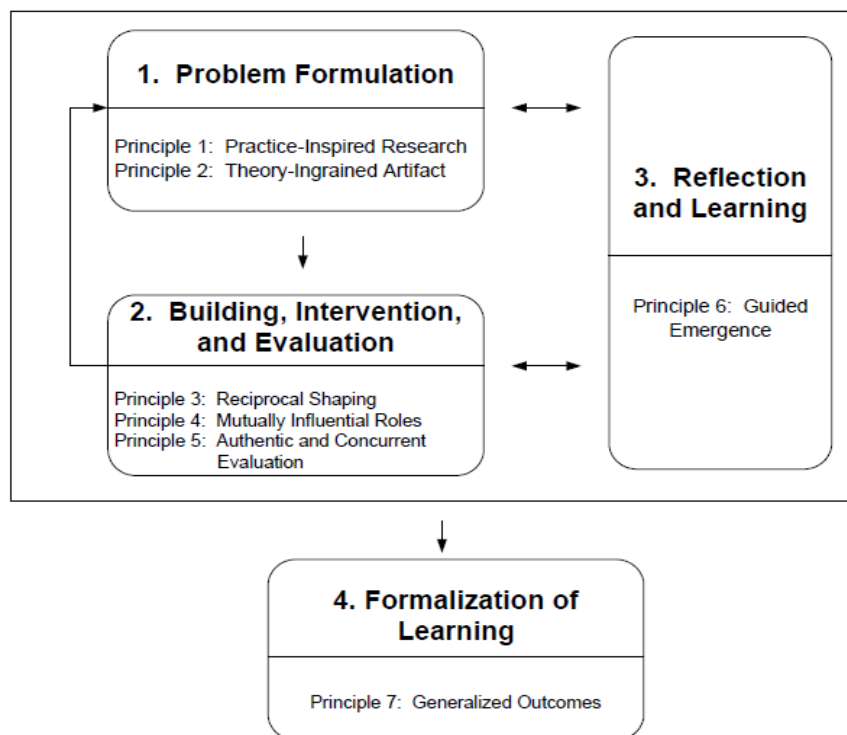 1. Problem Formulation
Principle 1: Practice-Inspired Research
Principle 2: Theory-Ingrained Artifact
2. Building, Intervention,
and Evaluation
Principle 3: Reciprocal Shaping
Principle 4: Mutually Influential Roles
Principle 5: Authentic and Concurrent
Evaluation
3. Reflection
and Learning
Principle 6: Guided
Emergence
4. Formalization of
Learning
Principle 7: Generalized Outcomes